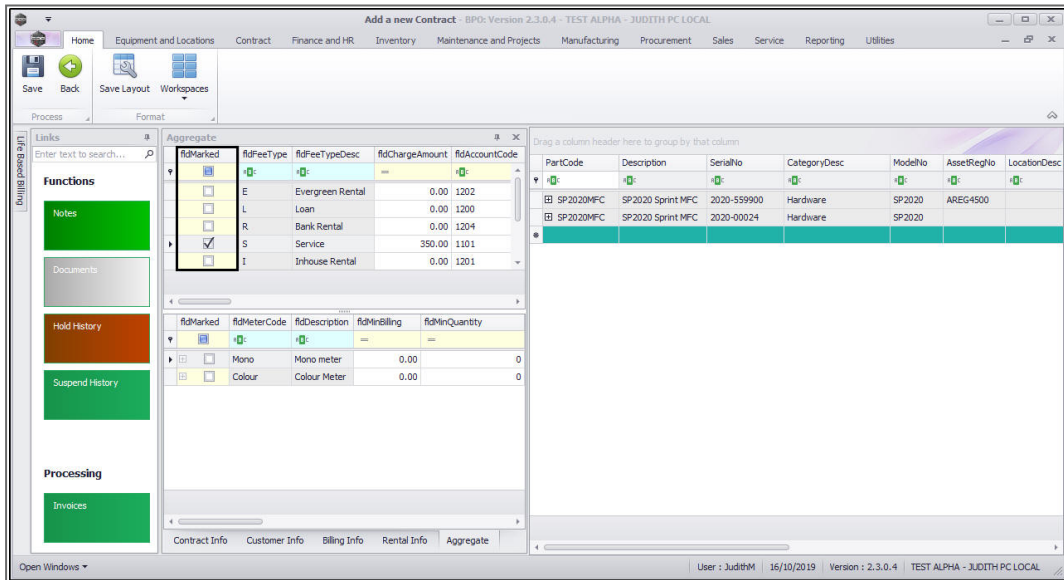 Add a new Contract - BPO: Version 2.3.0.4 - TEST ALPHA - JUDITH PC LOCAL
Home Equipment and Locations Contract Finance and HR Inventory Maintenance and Projects Manufacturing Procurement Sales Service Reporting Utilities
Save Back Save Layout Workspaces
Process Format
Life Based Billing
Links
Enter text to search...
Functions
Notes
Documents
Hold History
Suspend History
Processing
Invoices
Aggregate
fldMarked fldFeeType fldFeeTypeDesc fldChargeAmount fldAccountCode
E Evergreen Rental 0.00 1202
L Loan 0.00 1200
R Bank Rental 0.00 1204
S Service 350.00 1101
I Inhouse Rental 0.00 1201
fldMarked fldMeterCode fldDescription fldMinBilling fldMinQuantity
Mono Mono meter 0.00 0
Colour Colour Meter 0.00 0
Contract Info Customer Info Billing Info Rental Info Aggregate
Drag a column header here to group by that column
PartCode Description SerialNo CategoryDesc ModelNo AssetRegNo LocationDesc
SP2020MFC SP2020 Sprint MFC 2020-559900 Hardware SP2020 AREG4500
SP2020MFC SP2020 Sprint MFC 2020-00024 Hardware SP2020
Open Windows User : JudithM 16/10/2019 Version : 2.3.0.4 TEST ALPHA - JUDITH PC LOCAL